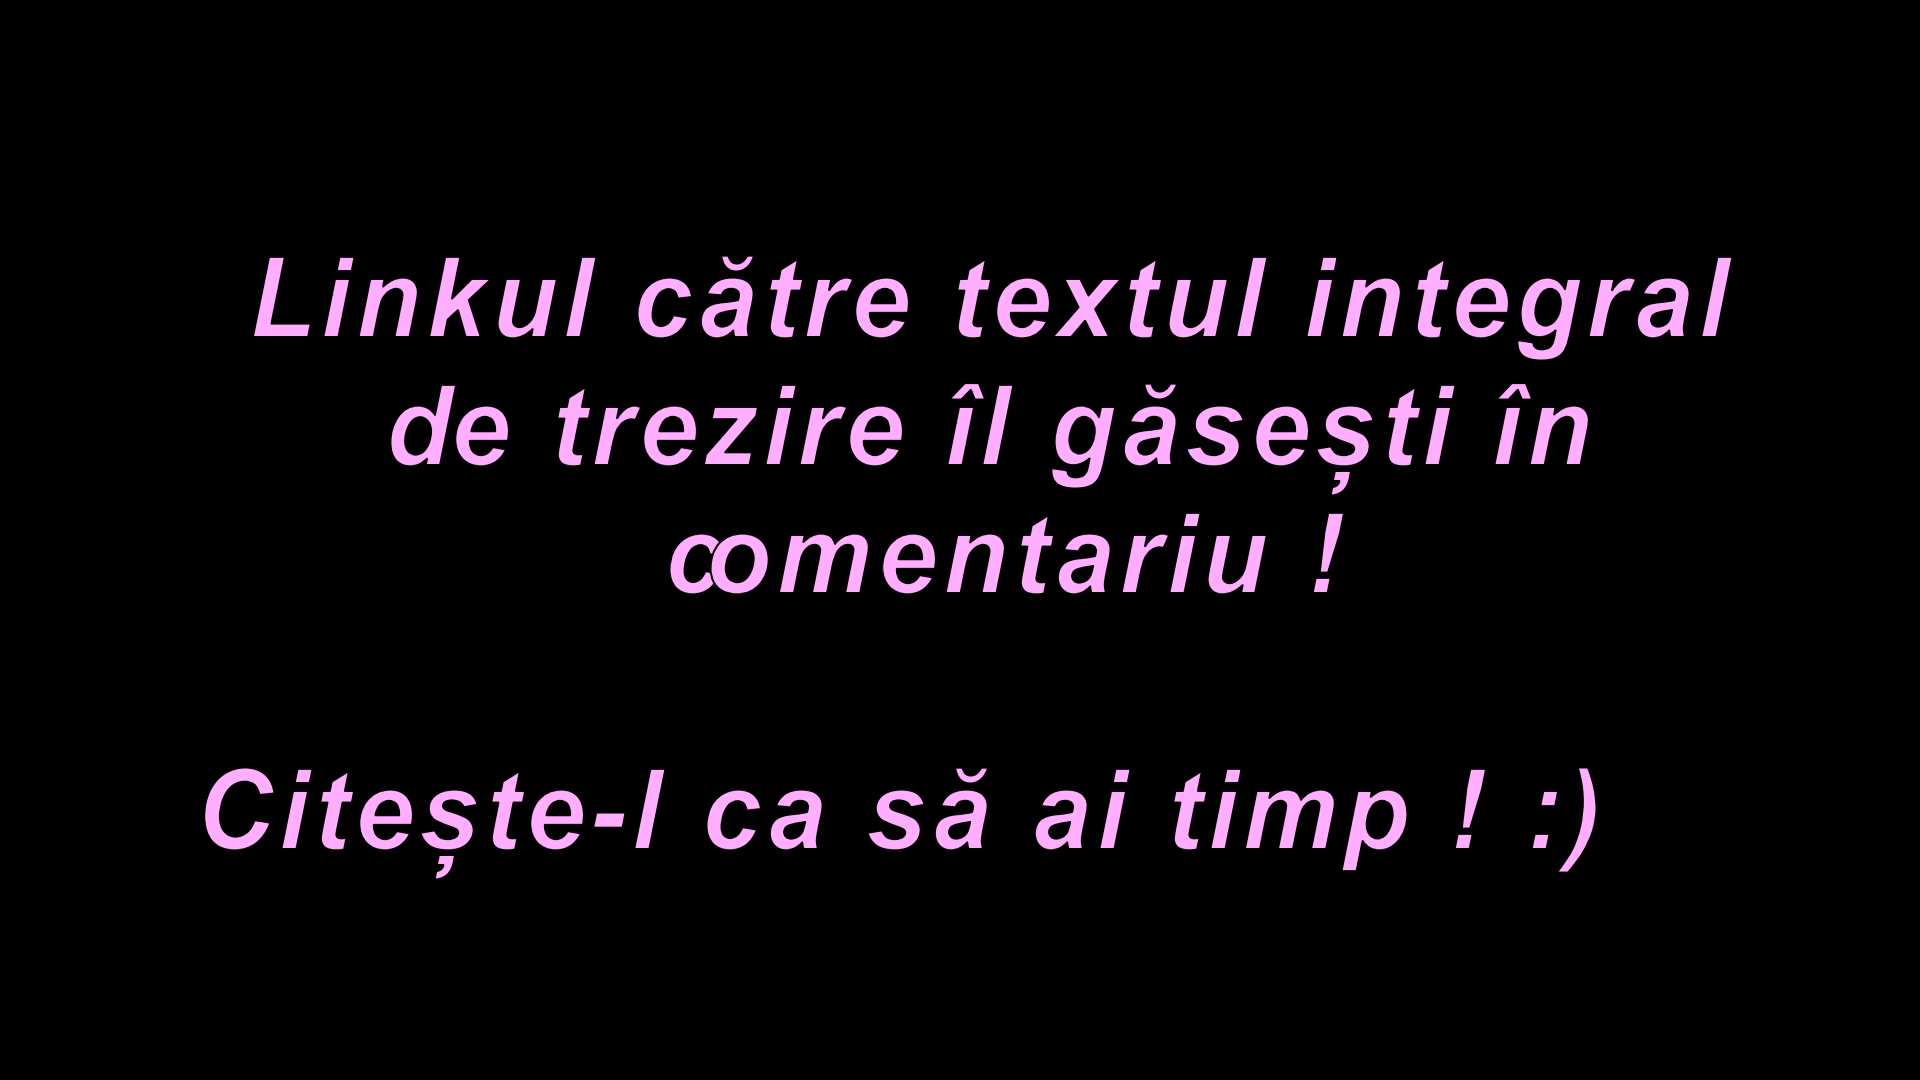 Linkul către textul integral
de trezire îl găsești în
comentariu !
Citește-l ca să ai timp ! :)